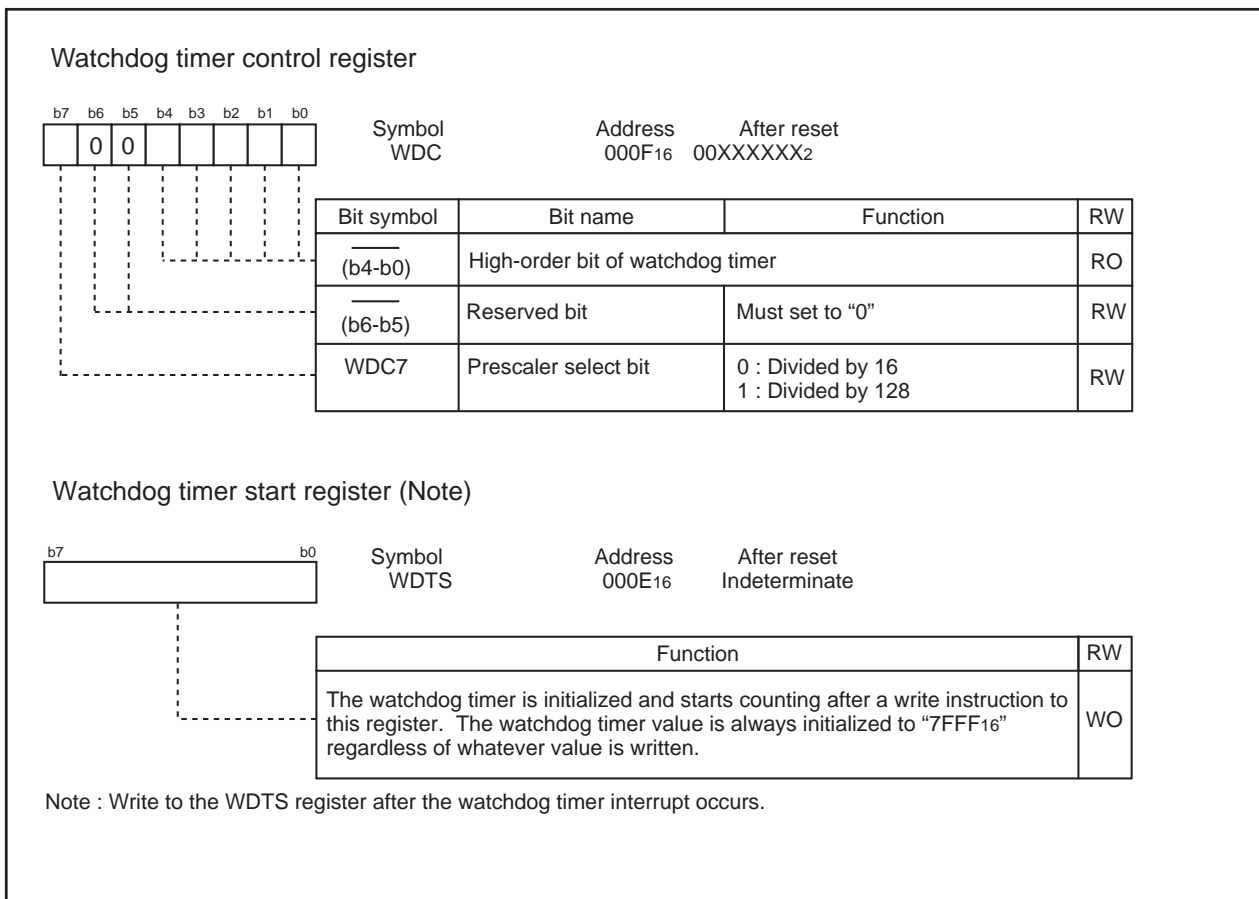 Watchdog timer control register
b7 b6 b5 b4 b3 b2 b1 b0
0 0
Symbol Address After reset
WDC 000F16 00XXXXXX2
Bit symbol Bit name Function RW
(b4-b0) High-order bit of watchdog timer RO
(b6-b5) Reserved bit Must set to “0” RW
WDC7 Prescaler select bit 0 : Divided by 16
1 : Divided by 128 RW
Watchdog timer start register (Note)
b7 b0
Symbol Address After reset
WDTS 000E16 Indeterminate
Function RW
The watchdog timer is initialized and starts counting after a write instruction to
this register. The watchdog timer value is always initialized to “7FFF16”
regardless of whatever value is written.
WO
Note : Write to the WDTS register after the watchdog timer interrupt occurs.